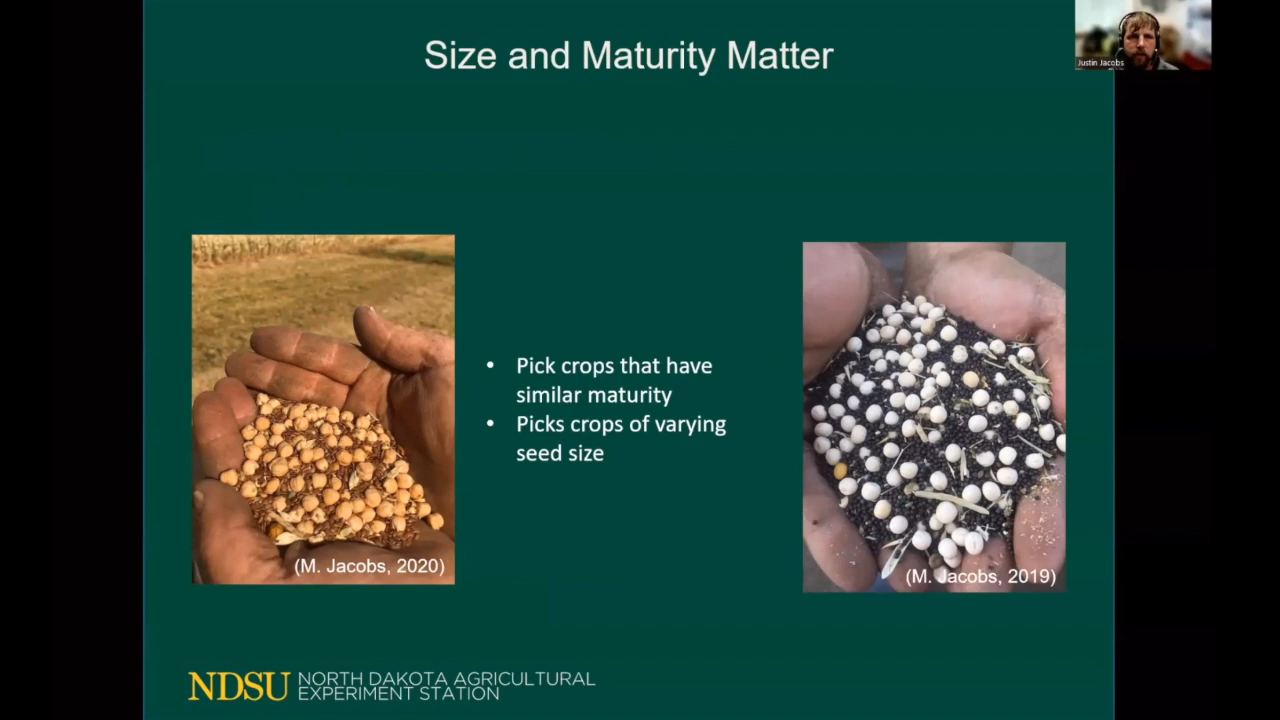 Size and Maturity Matter
Justin Jacobs
• Pick crops that have
similar maturity
• Picks crops of varying
seed size
(M. Jacobs, 2020)
(M. Jacobs, 2019)
NDSU NORTH DAKOTA AGRICULTURAL
EXPERIMENT STATION